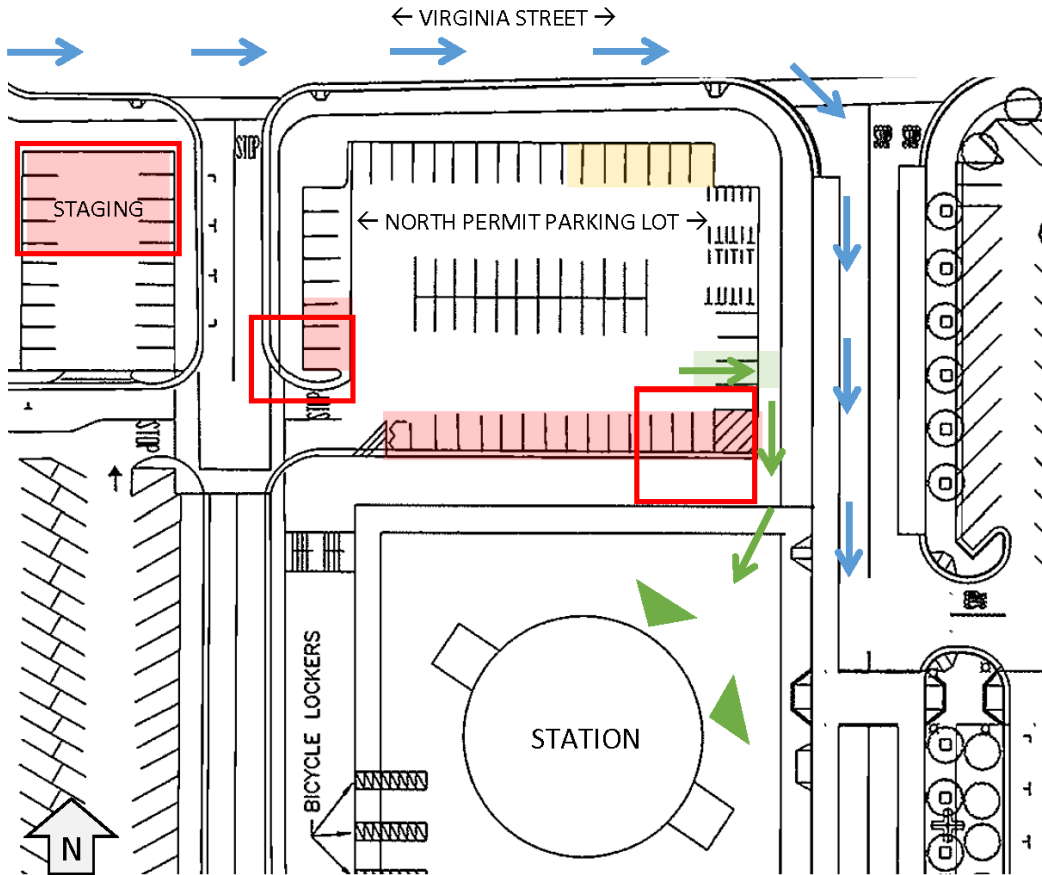 ← VIRGINIA STREET →
STOP
STAGING
← NORTH PERMIT PARKING LOT →
STOP
STOP
BICYCLE LOCKERS
STATION
N